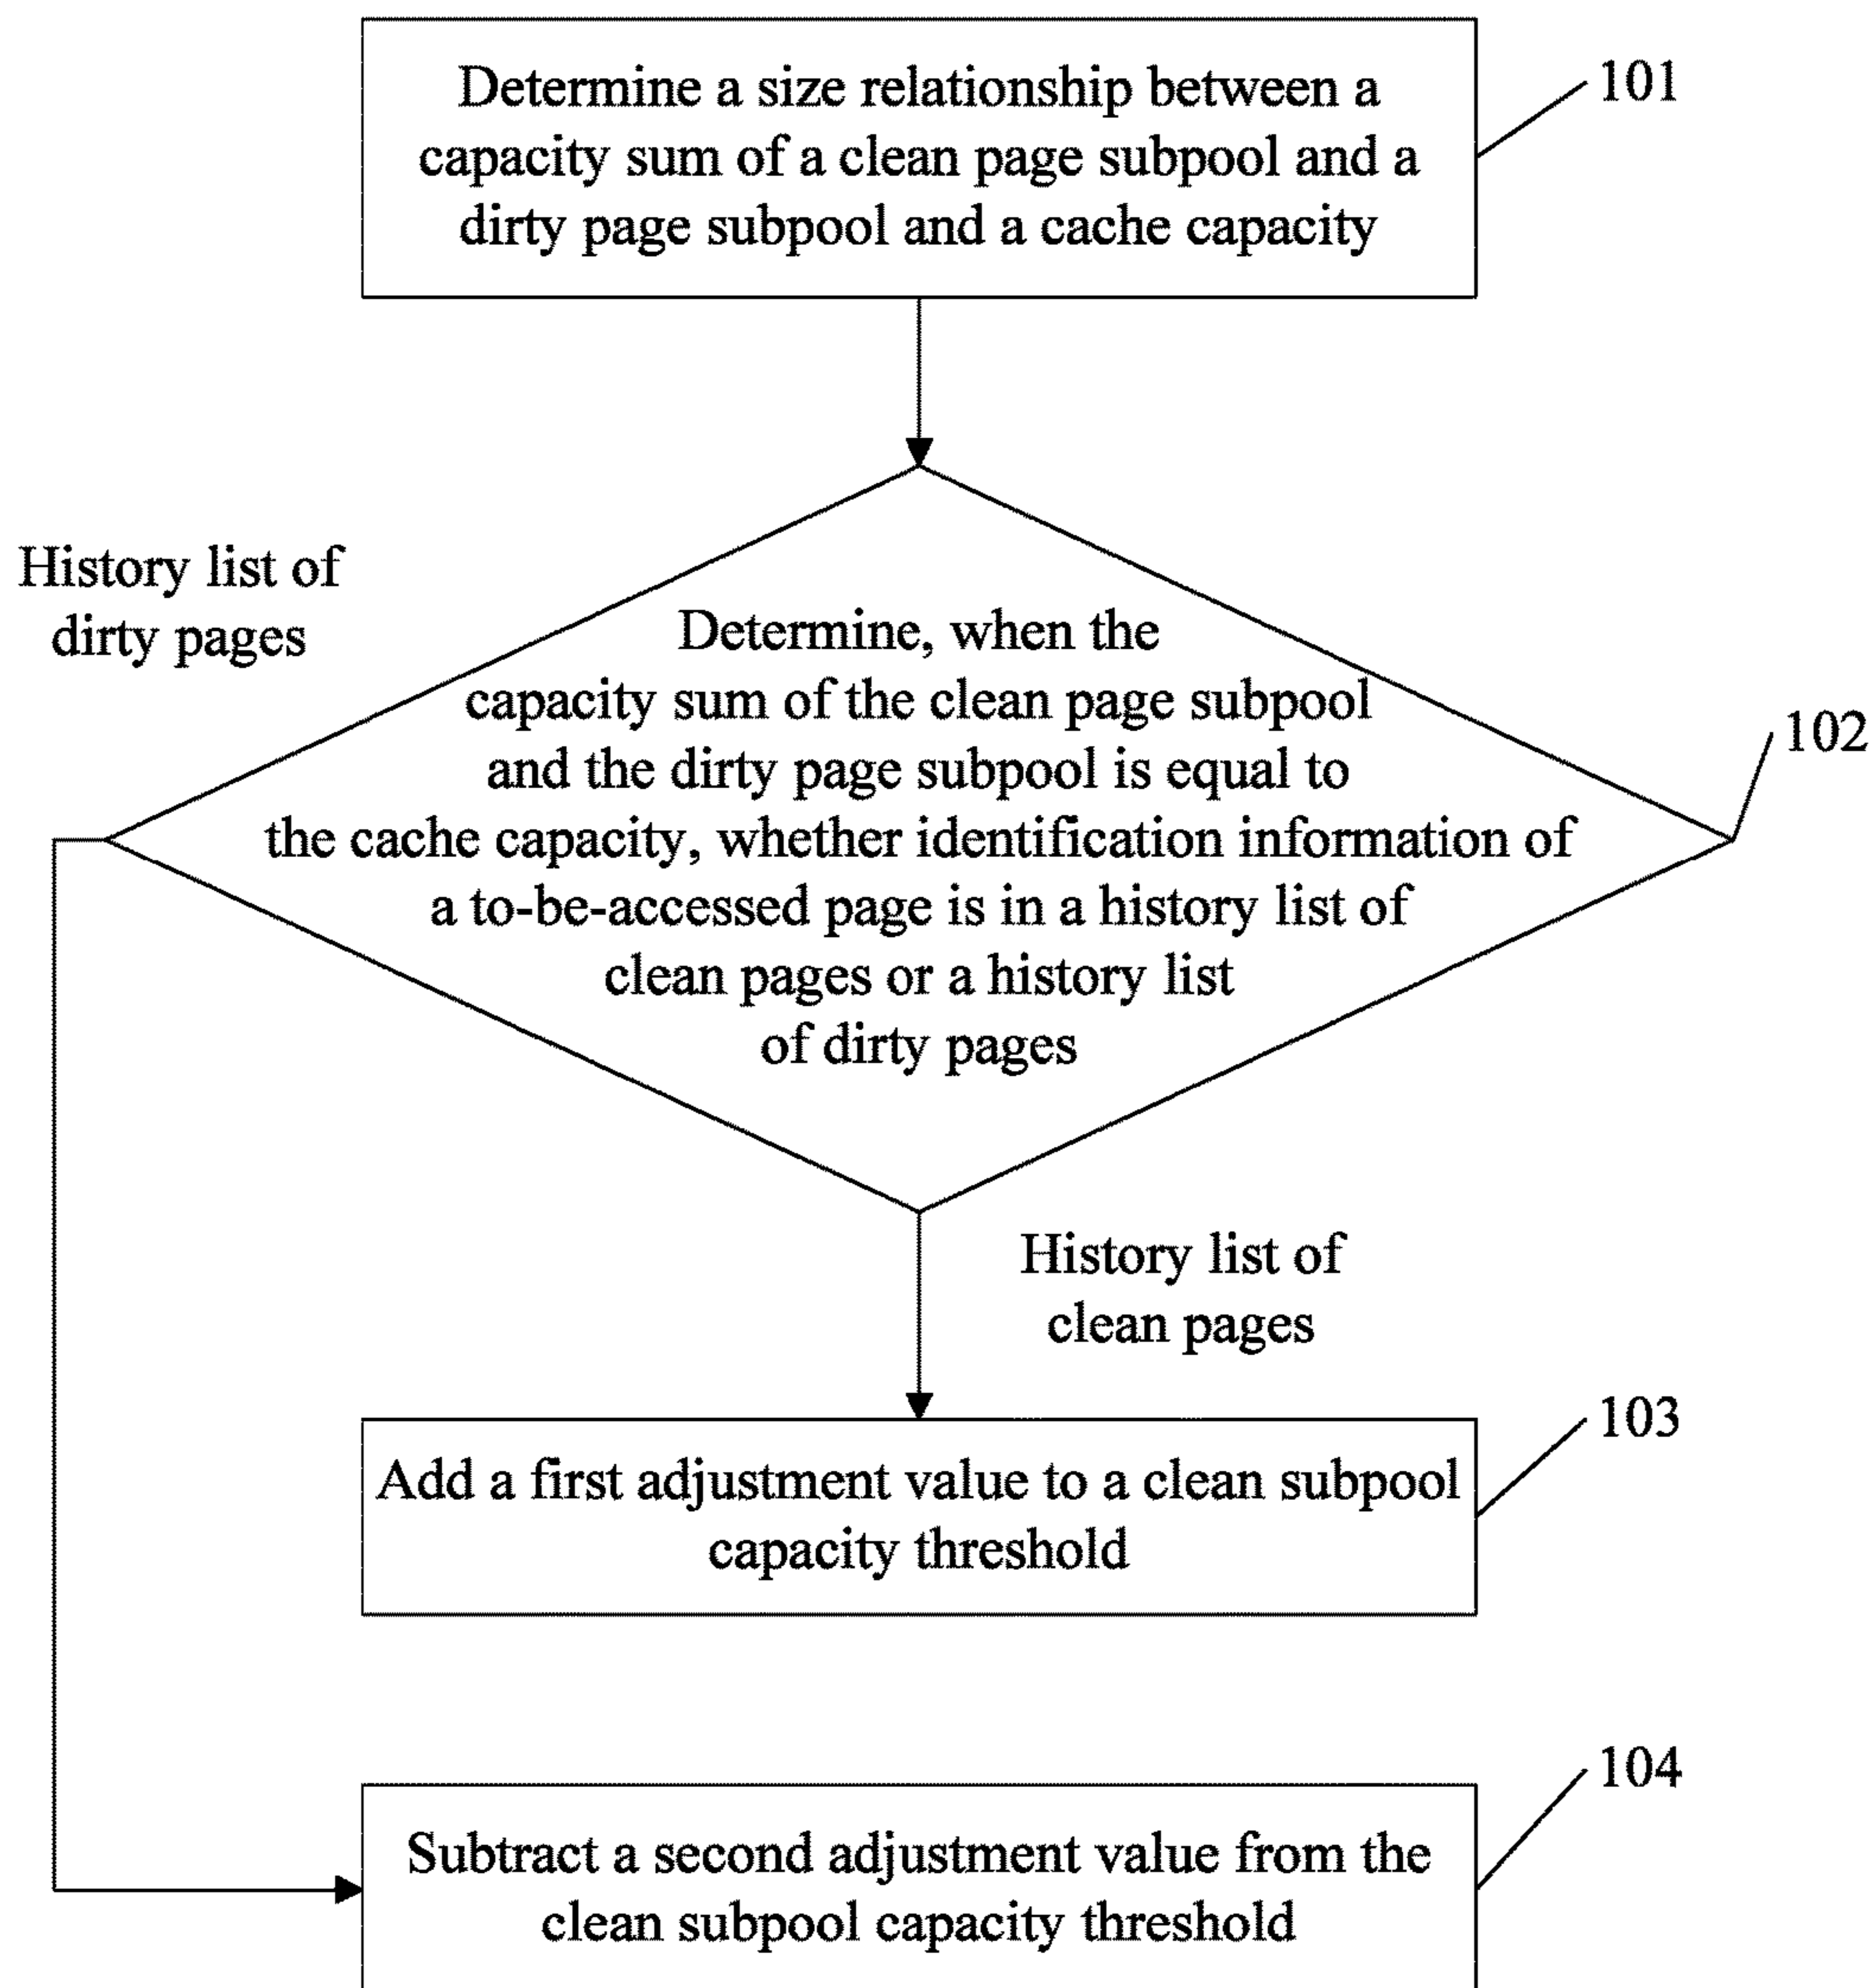 Determine a size relationship between a
capacity sum of a clean page subpool and a
dirty page subpool and a cache capacity
101
History list of
dirty pages
Determine, when the
capacity sum of the clean page subpool
and the dirty page subpool is equal to
the cache capacity, whether identification information of
a to-be-accessed page is in a history list of
clean pages or a history list
of dirty pages
102
History list of
clean pages
Add a first adjustment value to a clean subpool
capacity threshold
103
Subtract a second adjustment value from the
clean subpool capacity threshold
104